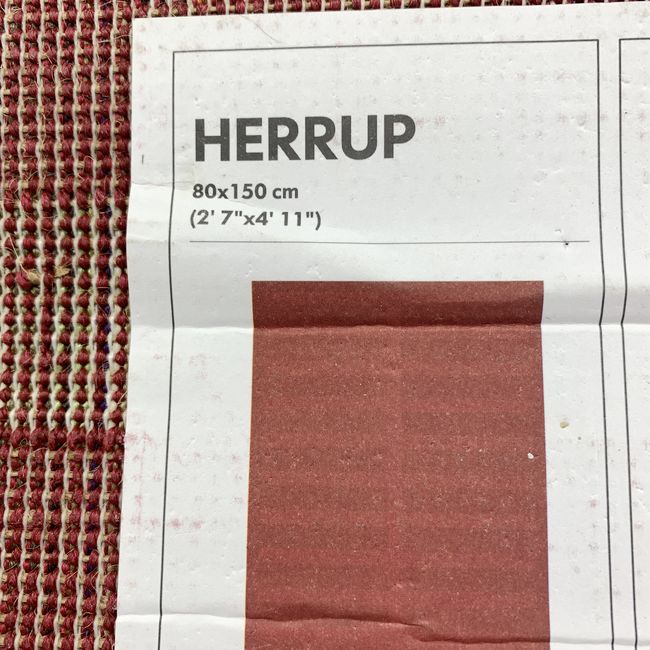 HERRUP
80x150 cm
(2' 7"x4' 11")